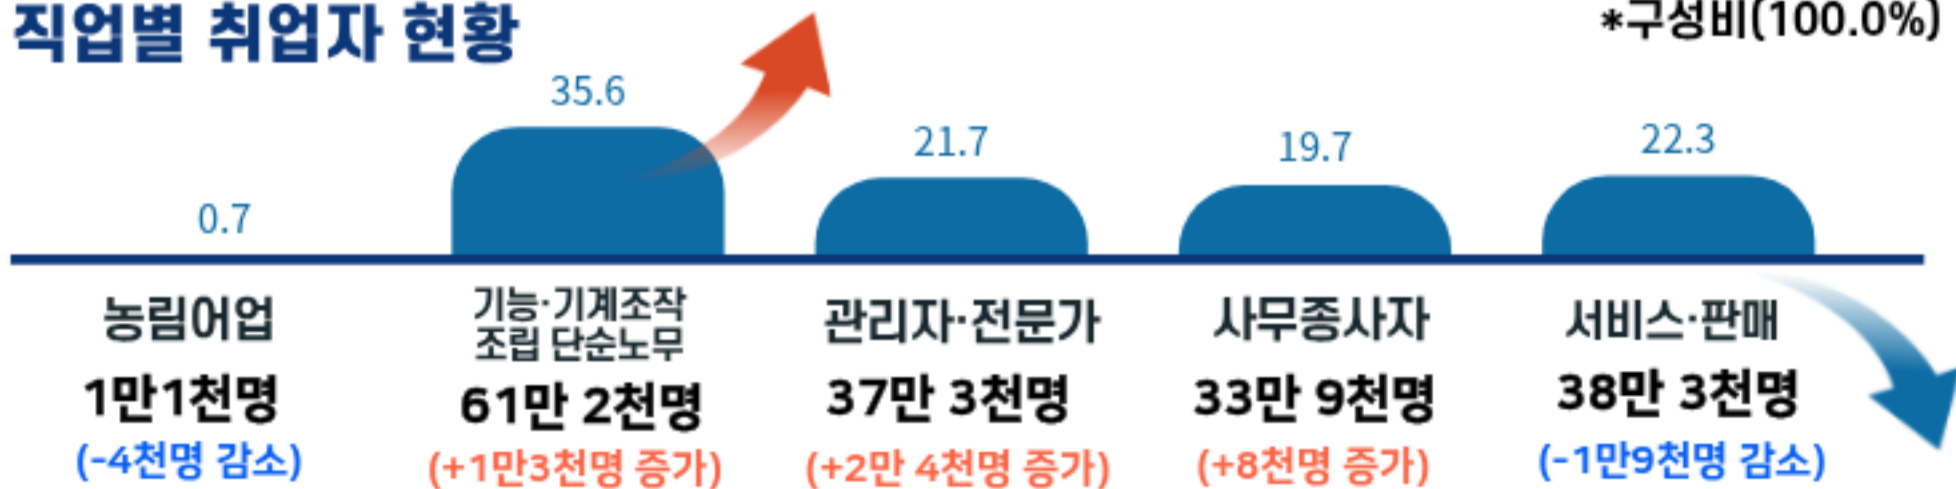 직업별 취업자 현황
*구성비(100.0%)
0.7
35.6
21.7
19.7
22.3
농림어업
1만1천명
(-4천명 감소)
기능·기계조작
조립 단순노무
61만 2천명
(+1만3천명 증가)
관리자·전문가
37만 3천명
(+2만 4천명 증가)
사무종사자
33만 9천명
(+8천명 증가)
서비스·판매
38만 3천명
(-1만9천명 감소)